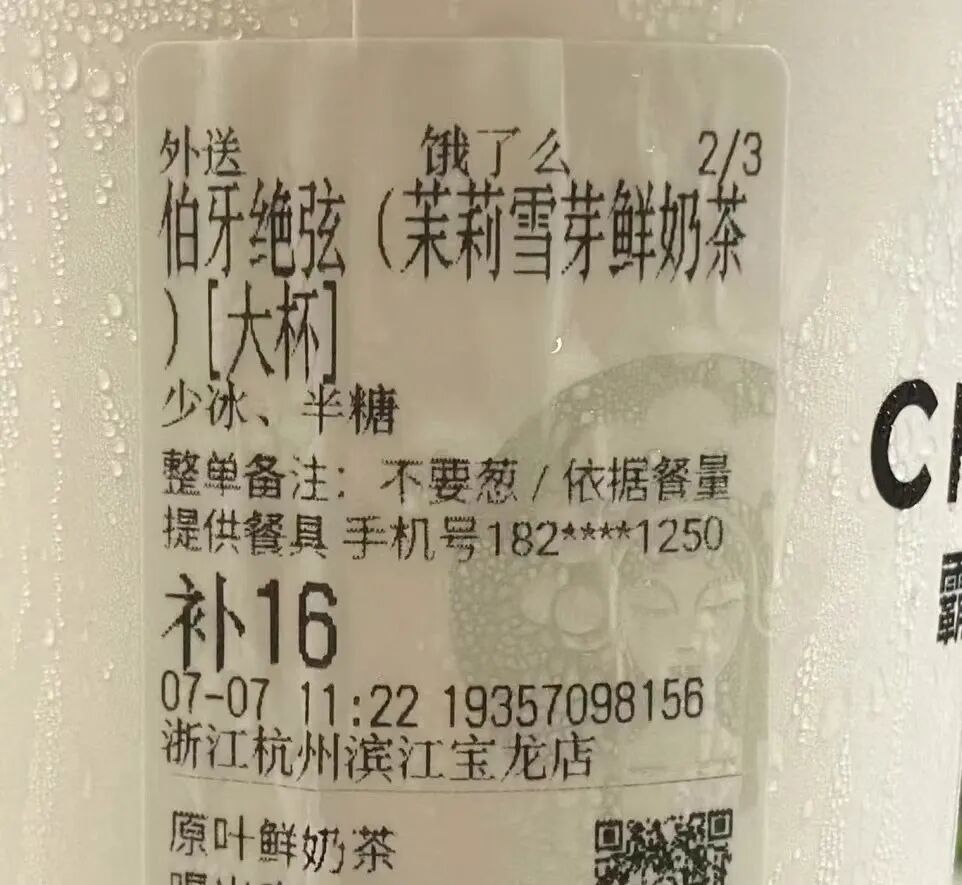 外送 饿了么 2/3
伯牙绝弦（茉莉雪芽鲜奶茶
）[大杯]
少冰、半糖
整单备注：不要葱/依据餐量
提供餐具 手机号182****1250
补16
07-07 11:22 19357098156
浙江杭州滨江宝龙店
原叶鲜奶茶
C
霸